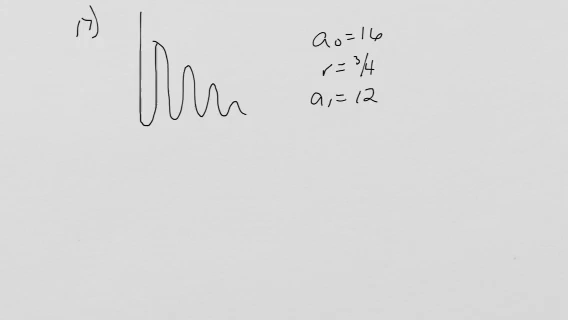 17)
a₀ = 16
r = 3/4
a₁ = 12